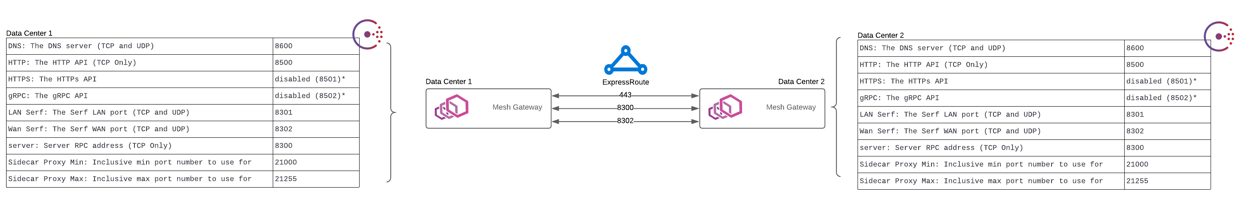 Data Center 1
DNS: The DNS server (TCP and UDP) 8600
HTTP: The HTTP API (TCP Only) 8500
HTTPS: The HTTPs API disabled (8501)*
gRPC: The gRPC API disabled (8502)*
LAN Serf: The Serf LAN port (TCP and UDP) 8301
Wan Serf: The Serf WAN port (TCP and UDP) 8302
server: Server RPC address (TCP Only) 8300
Sidecar Proxy Min: Inclusive min port number to use for 21000
Sidecar Proxy Max: Inclusive max port number to use for 21255
ExpressRoute
Data Center 1
Mesh Gateway
443
8300
8302
Data Center 2
Mesh Gateway
Data Center 2
DNS: The DNS server (TCP and UDP) 8600
HTTP: The HTTP API (TCP Only) 8500
HTTPS: The HTTPs API disabled (8501)*
gRPC: The gRPC API disabled (8502)*
LAN Serf: The Serf LAN port (TCP and UDP) 8301
Wan Serf: The Serf WAN port (TCP and UDP) 8302
server: Server RPC address (TCP Only) 8300
Sidecar Proxy Min: Inclusive min port number to use for 21000
Sidecar Proxy Max: Inclusive max port number to use for 21255